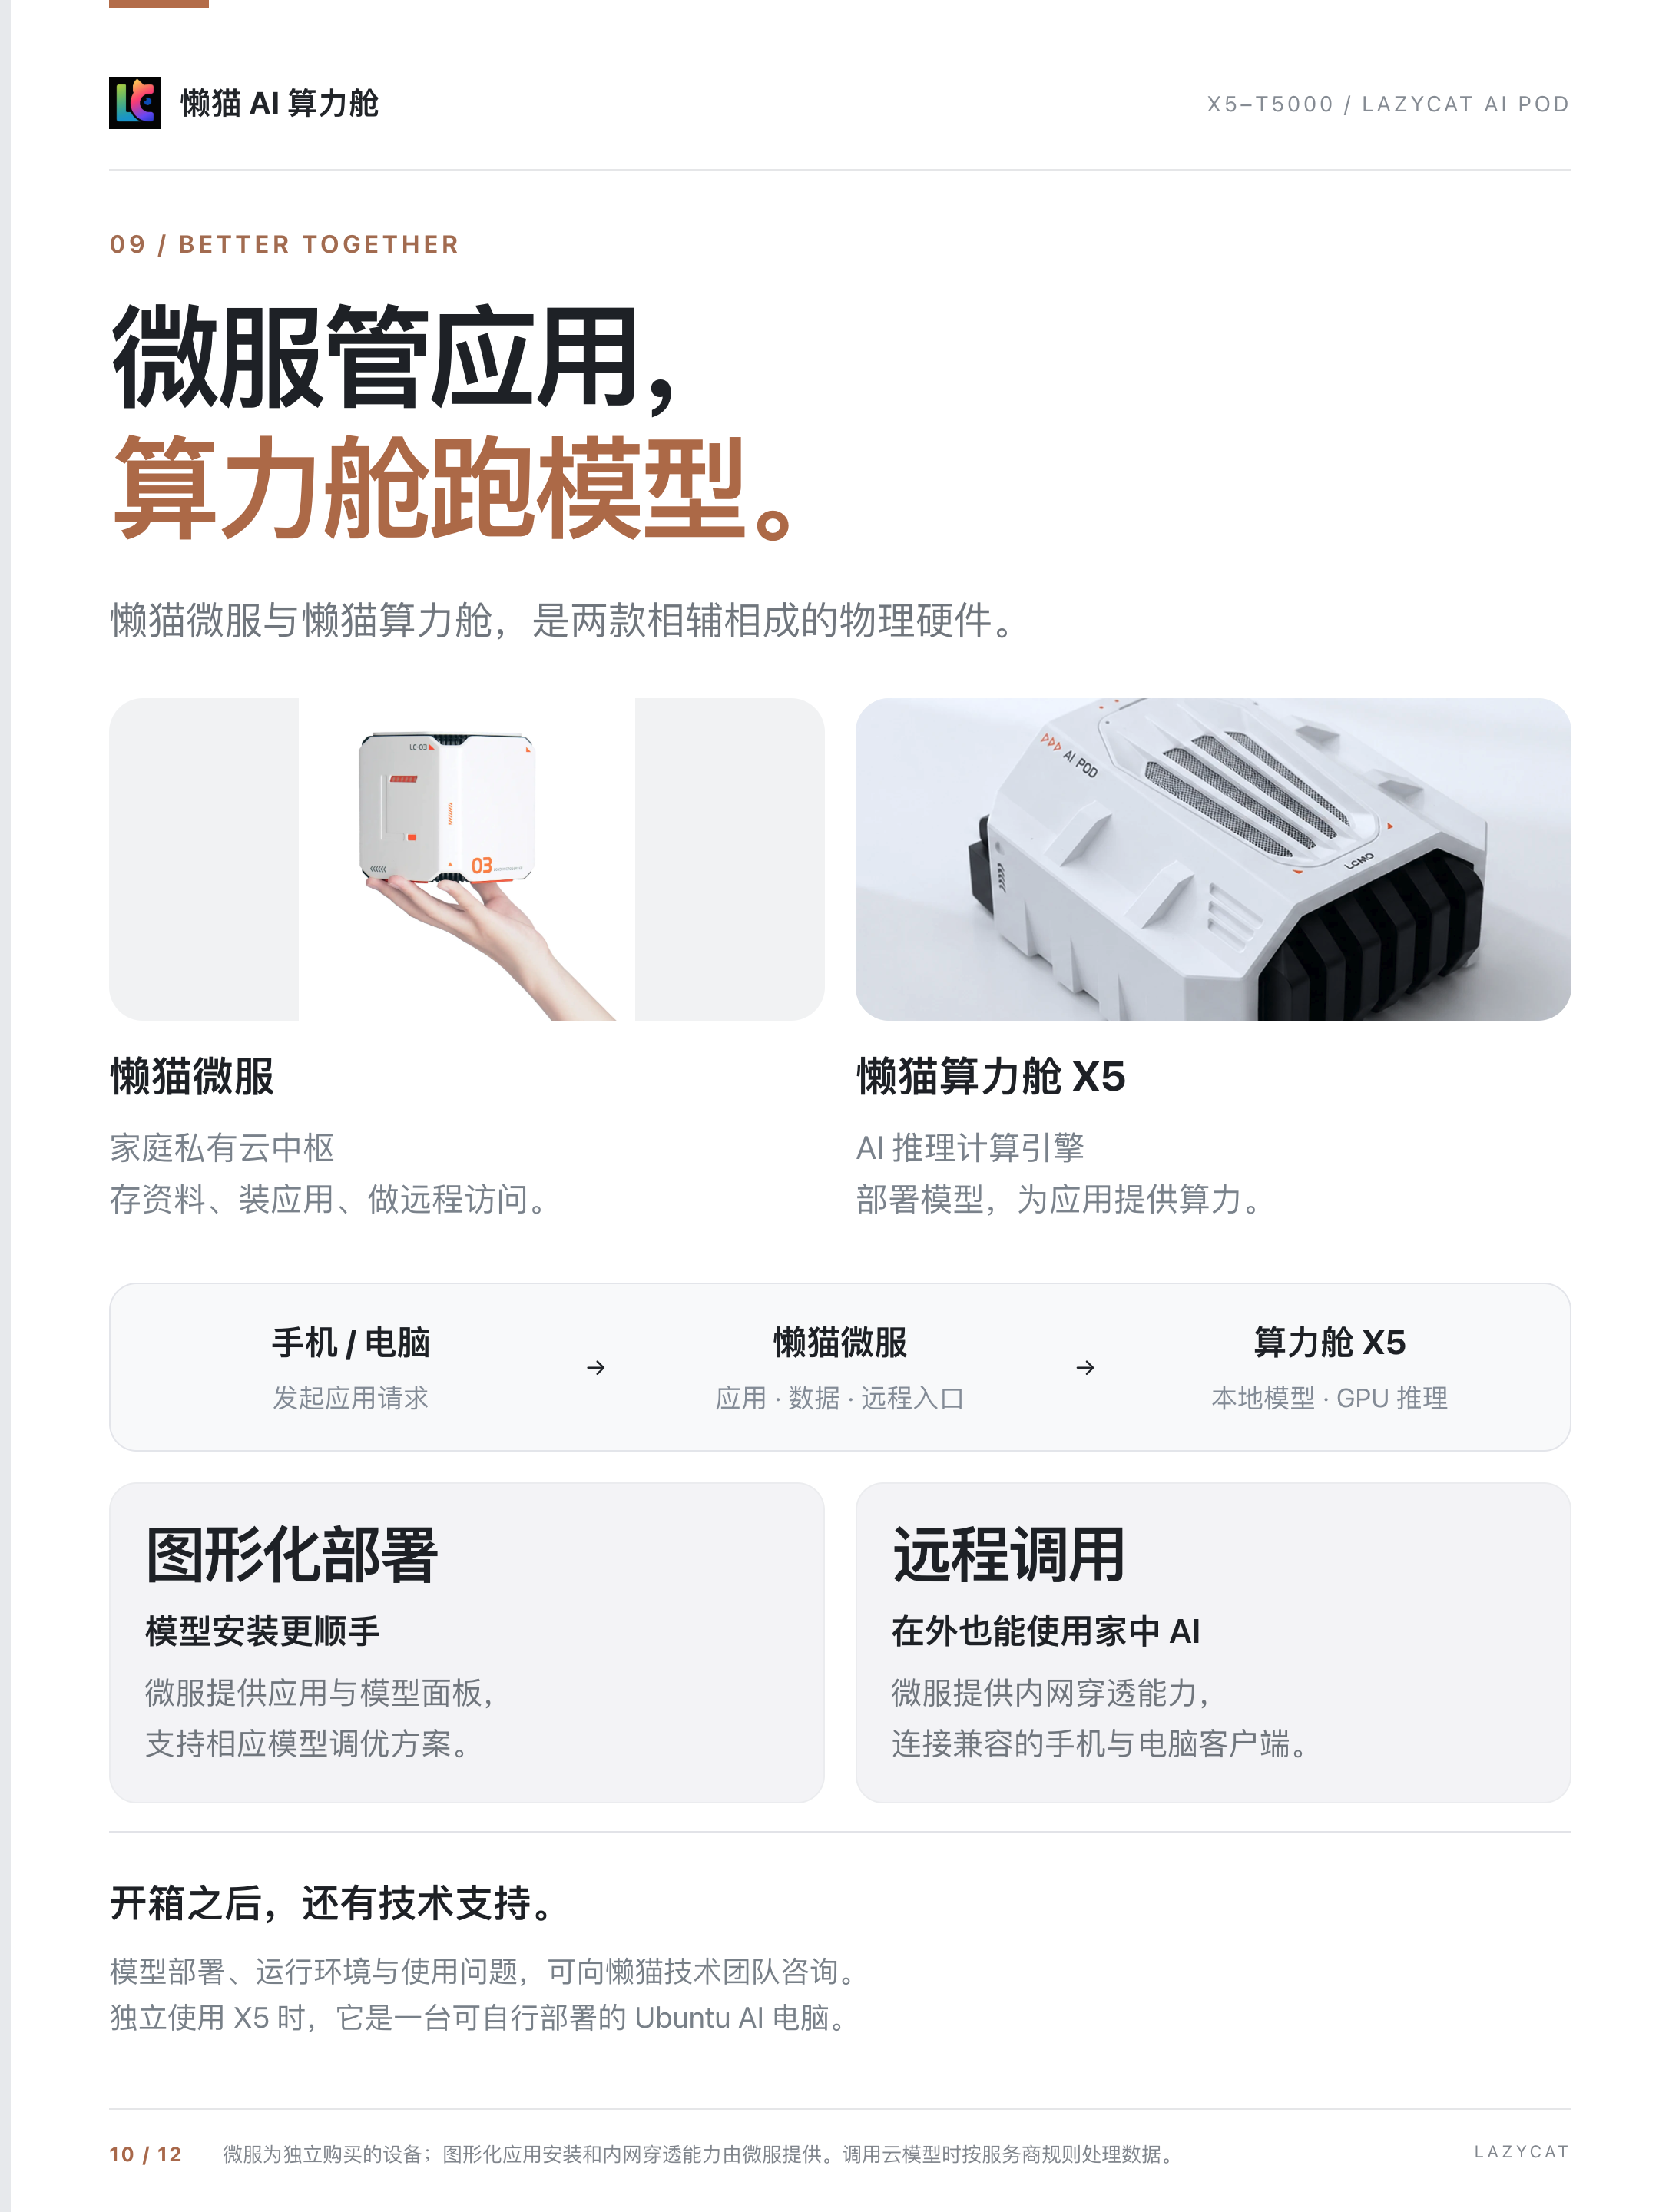 懒猫 AI 算力舱
X5–T5000 / LAZYCAT AI POD
09 / BETTER TOGETHER
微服管应用，
算力舱跑模型。
懒猫微服与懒猫算力舱，是两款相辅相成的物理硬件。
LC-03
03
AI POD
LCMD
懒猫微服
家庭私有云中枢
存资料、装应用、做远程访问。
懒猫算力舱 X5
AI 推理计算引擎
部署模型，为应用提供算力。
手机 / 电脑
发起应用请求
→
懒猫微服
应用 · 数据 · 远程入口
→
算力舱 X5
本地模型 · GPU 推理
图形化部署
模型安装更顺手
微服提供应用与模型面板，
支持相应模型调优方案。
远程调用
在外也能使用家中 AI
微服提供内网穿透能力，
连接兼容的手机与电脑客户端。
开箱之后，还有技术支持。
模型部署、运行环境与使用问题，可向懒猫技术团队咨询。
独立使用 X5 时，它是一台可自行部署的 Ubuntu AI 电脑。
10 / 12
微服为独立购买的设备；图形化应用安装和内网穿透能力由微服提供。调用云模型时按服务商规则处理数据。
LAZYCAT